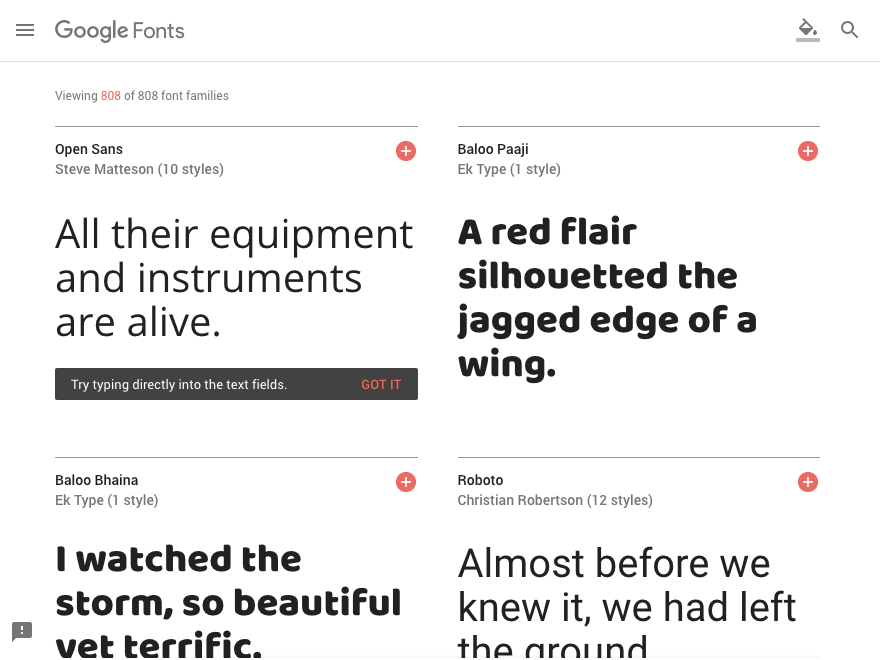 Google Fonts
Viewing 808 of 808 font families
Open Sans
Steve Matteson (10 styles)
All their equipment
and instruments
are alive.
Try typing directly into the text fields. GOT IT
Baloo Paaji
Ek Type (1 style)
A red flair
silhouetted the
jagged edge of a
wing.
Baloo Bhaina
Ek Type (1 style)
I watched the
storm, so beautiful
yet terrific.
Roboto
Christian Robertson (12 styles)
Almost before we
knew it, we had left
the ground.